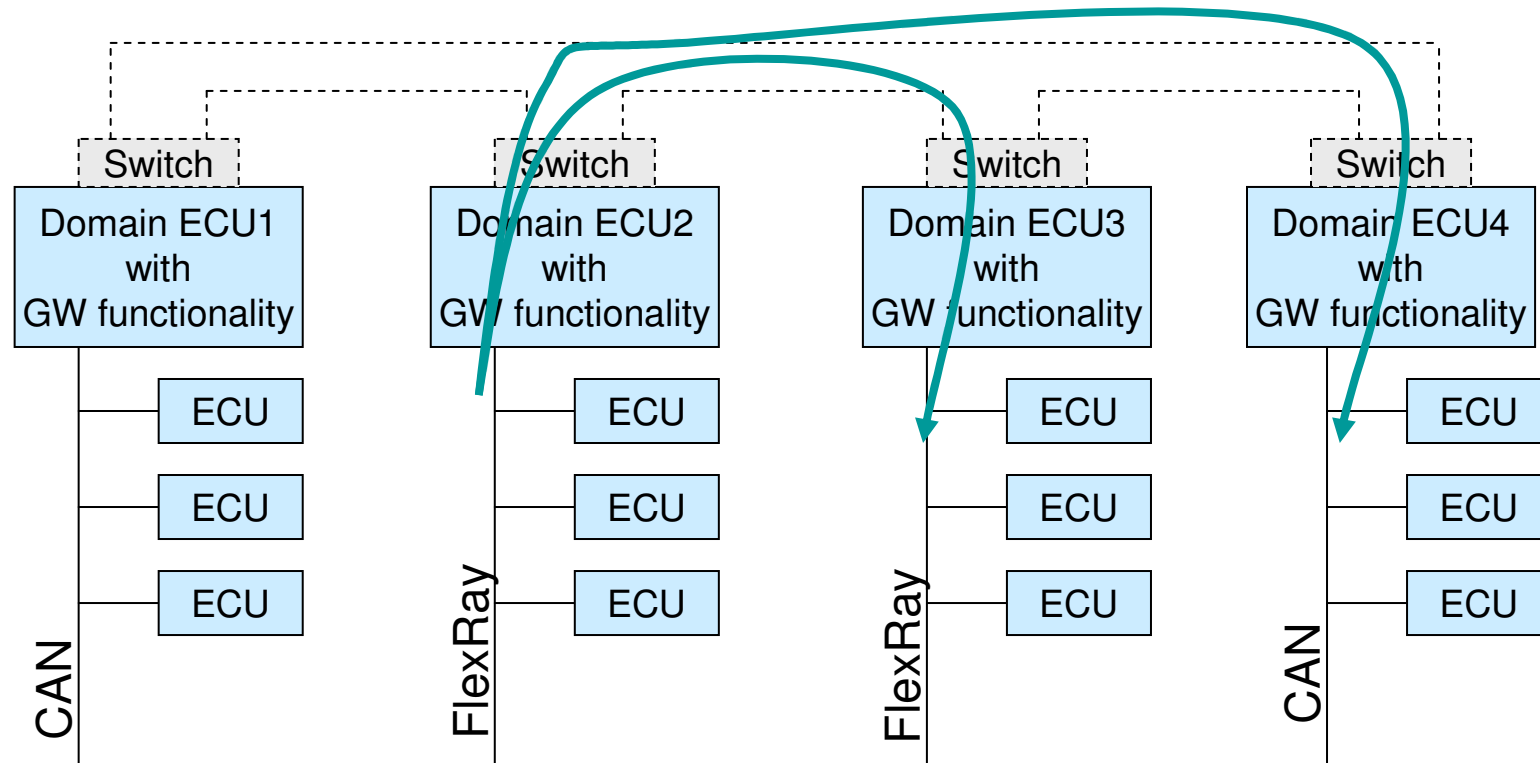 Switch
Switch
Switch
Switch
Domain ECU1
with
GW functionality
Domain ECU2
with
GW functionality
Domain ECU3
with
GW functionality
Domain ECU4
with
GW functionality
ECU
ECU
ECU
ECU
ECU
ECU
ECU
ECU
ECU
ECU
ECU
ECU
CAN
FlexRay
FlexRay
CAN